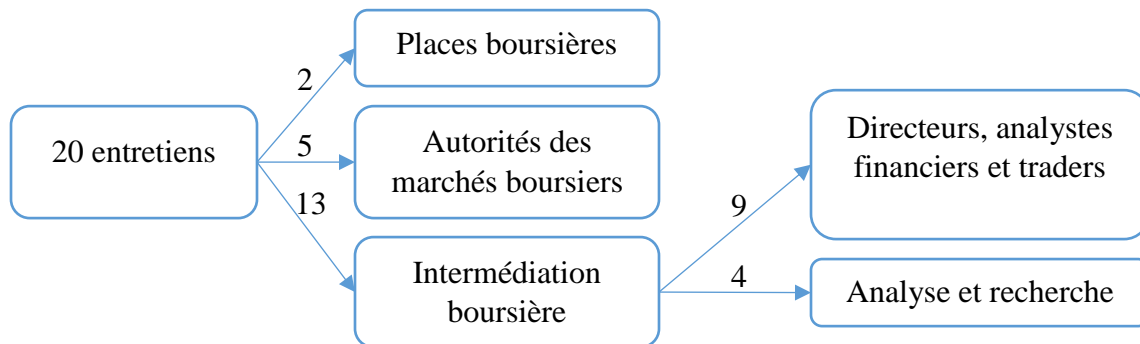 20 entretiens
2
5
13
Places boursières
Autorités des
marchés boursiers
Intermédiation
boursière
9
4
Directeurs, analystes
financiers et traders
Analyse et recherche